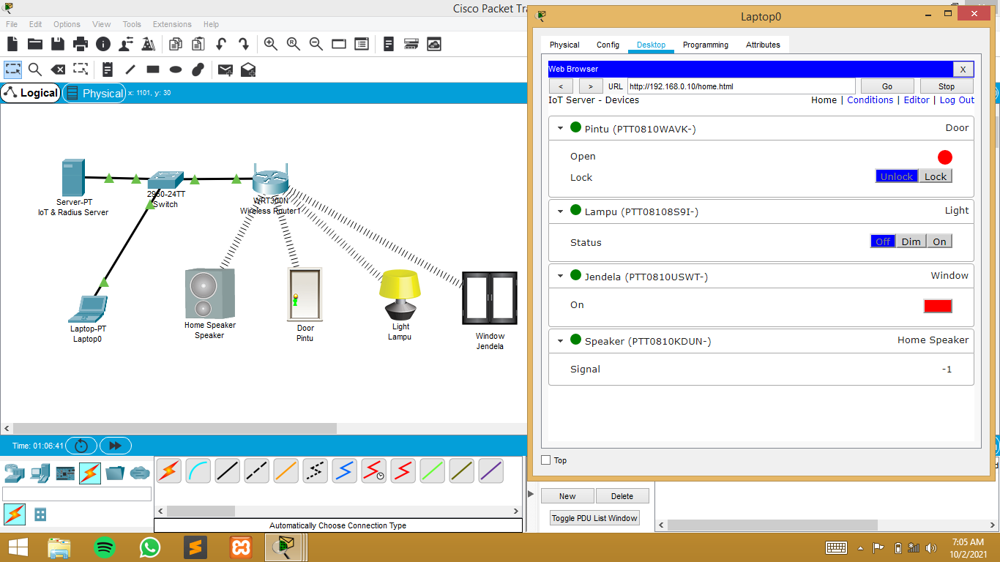 Cisco Packet Tra
File Edit Options View Tools Extensions Help
Logical
Physical
x: 1101, y: 30
Server-PT
IoT & Radius Server
2960-24TT
Switch
WRT300N
Wireless Router1
Laptop-PT
Laptop0
Home Speaker
Speaker
Door
Pintu
Light
Lampu
Window
Jendela
Time: 01:06:41
Automatically Choose Connection Type
Laptop0
Physical Config Desktop Programming Attributes
Web Browser X
< > URL http://192.168.0.10/home.html Go Stop
IoT Server - Devices Home | Conditions | Editor | Log Out
Pintu (PTT0810WAVK-) Door
Open
Lock Unlock Lock
Lampu (PTT08108S9I-) Light
Status Off Dim On
Jendela (PTT0810USWT-) Window
On
Speaker (PTT0810KDUN-) Home Speaker
Signal -1
Top
New Delete
Toggle PDU List Window
7:05 AM
10/2/2021